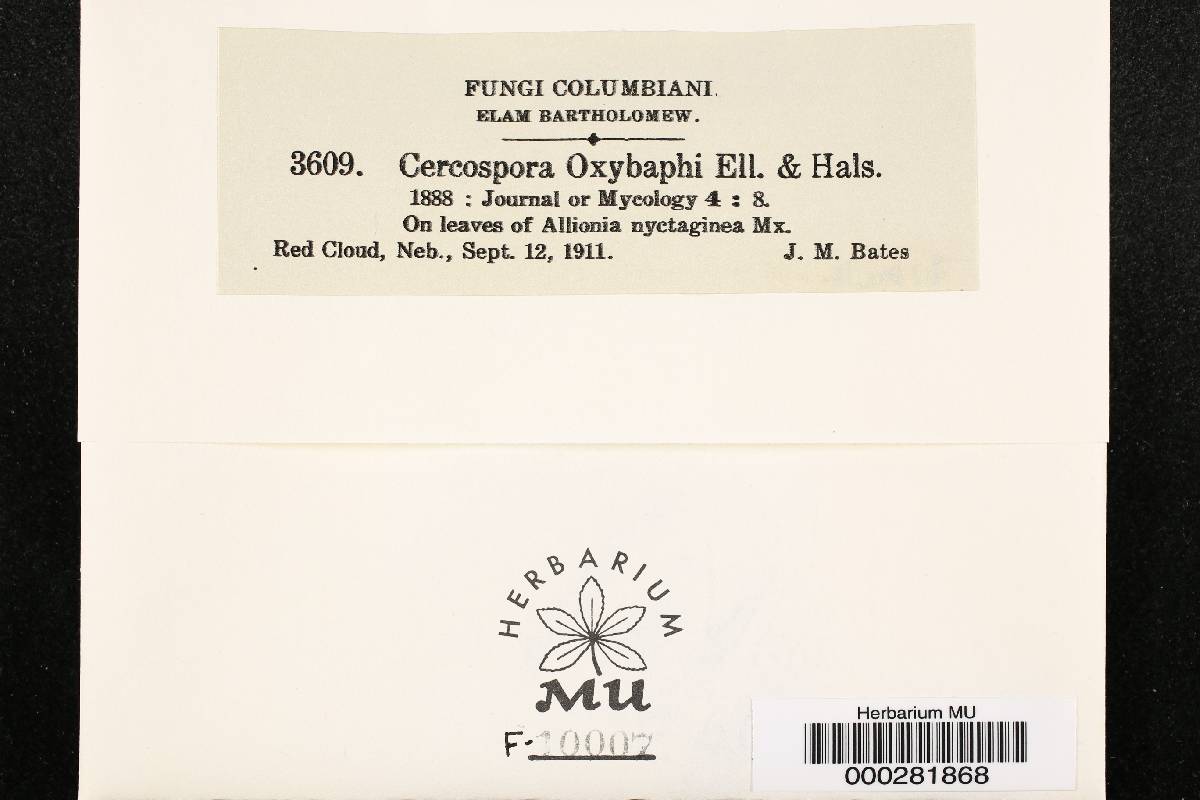 FUNGI COLUMBIANI.
ELAM BARTHOLOMEW.
3609. Cercospora Oxybaphi Ell. & Hals.
1888 : Journal or Mycology 4 : 8.
On leaves of Allionia nyctaginea Mx.
Red Cloud, Neb., Sept. 12, 1911. J. M. Bates
HERBARIUM
MU
F-10007
Herbarium MU
000281868